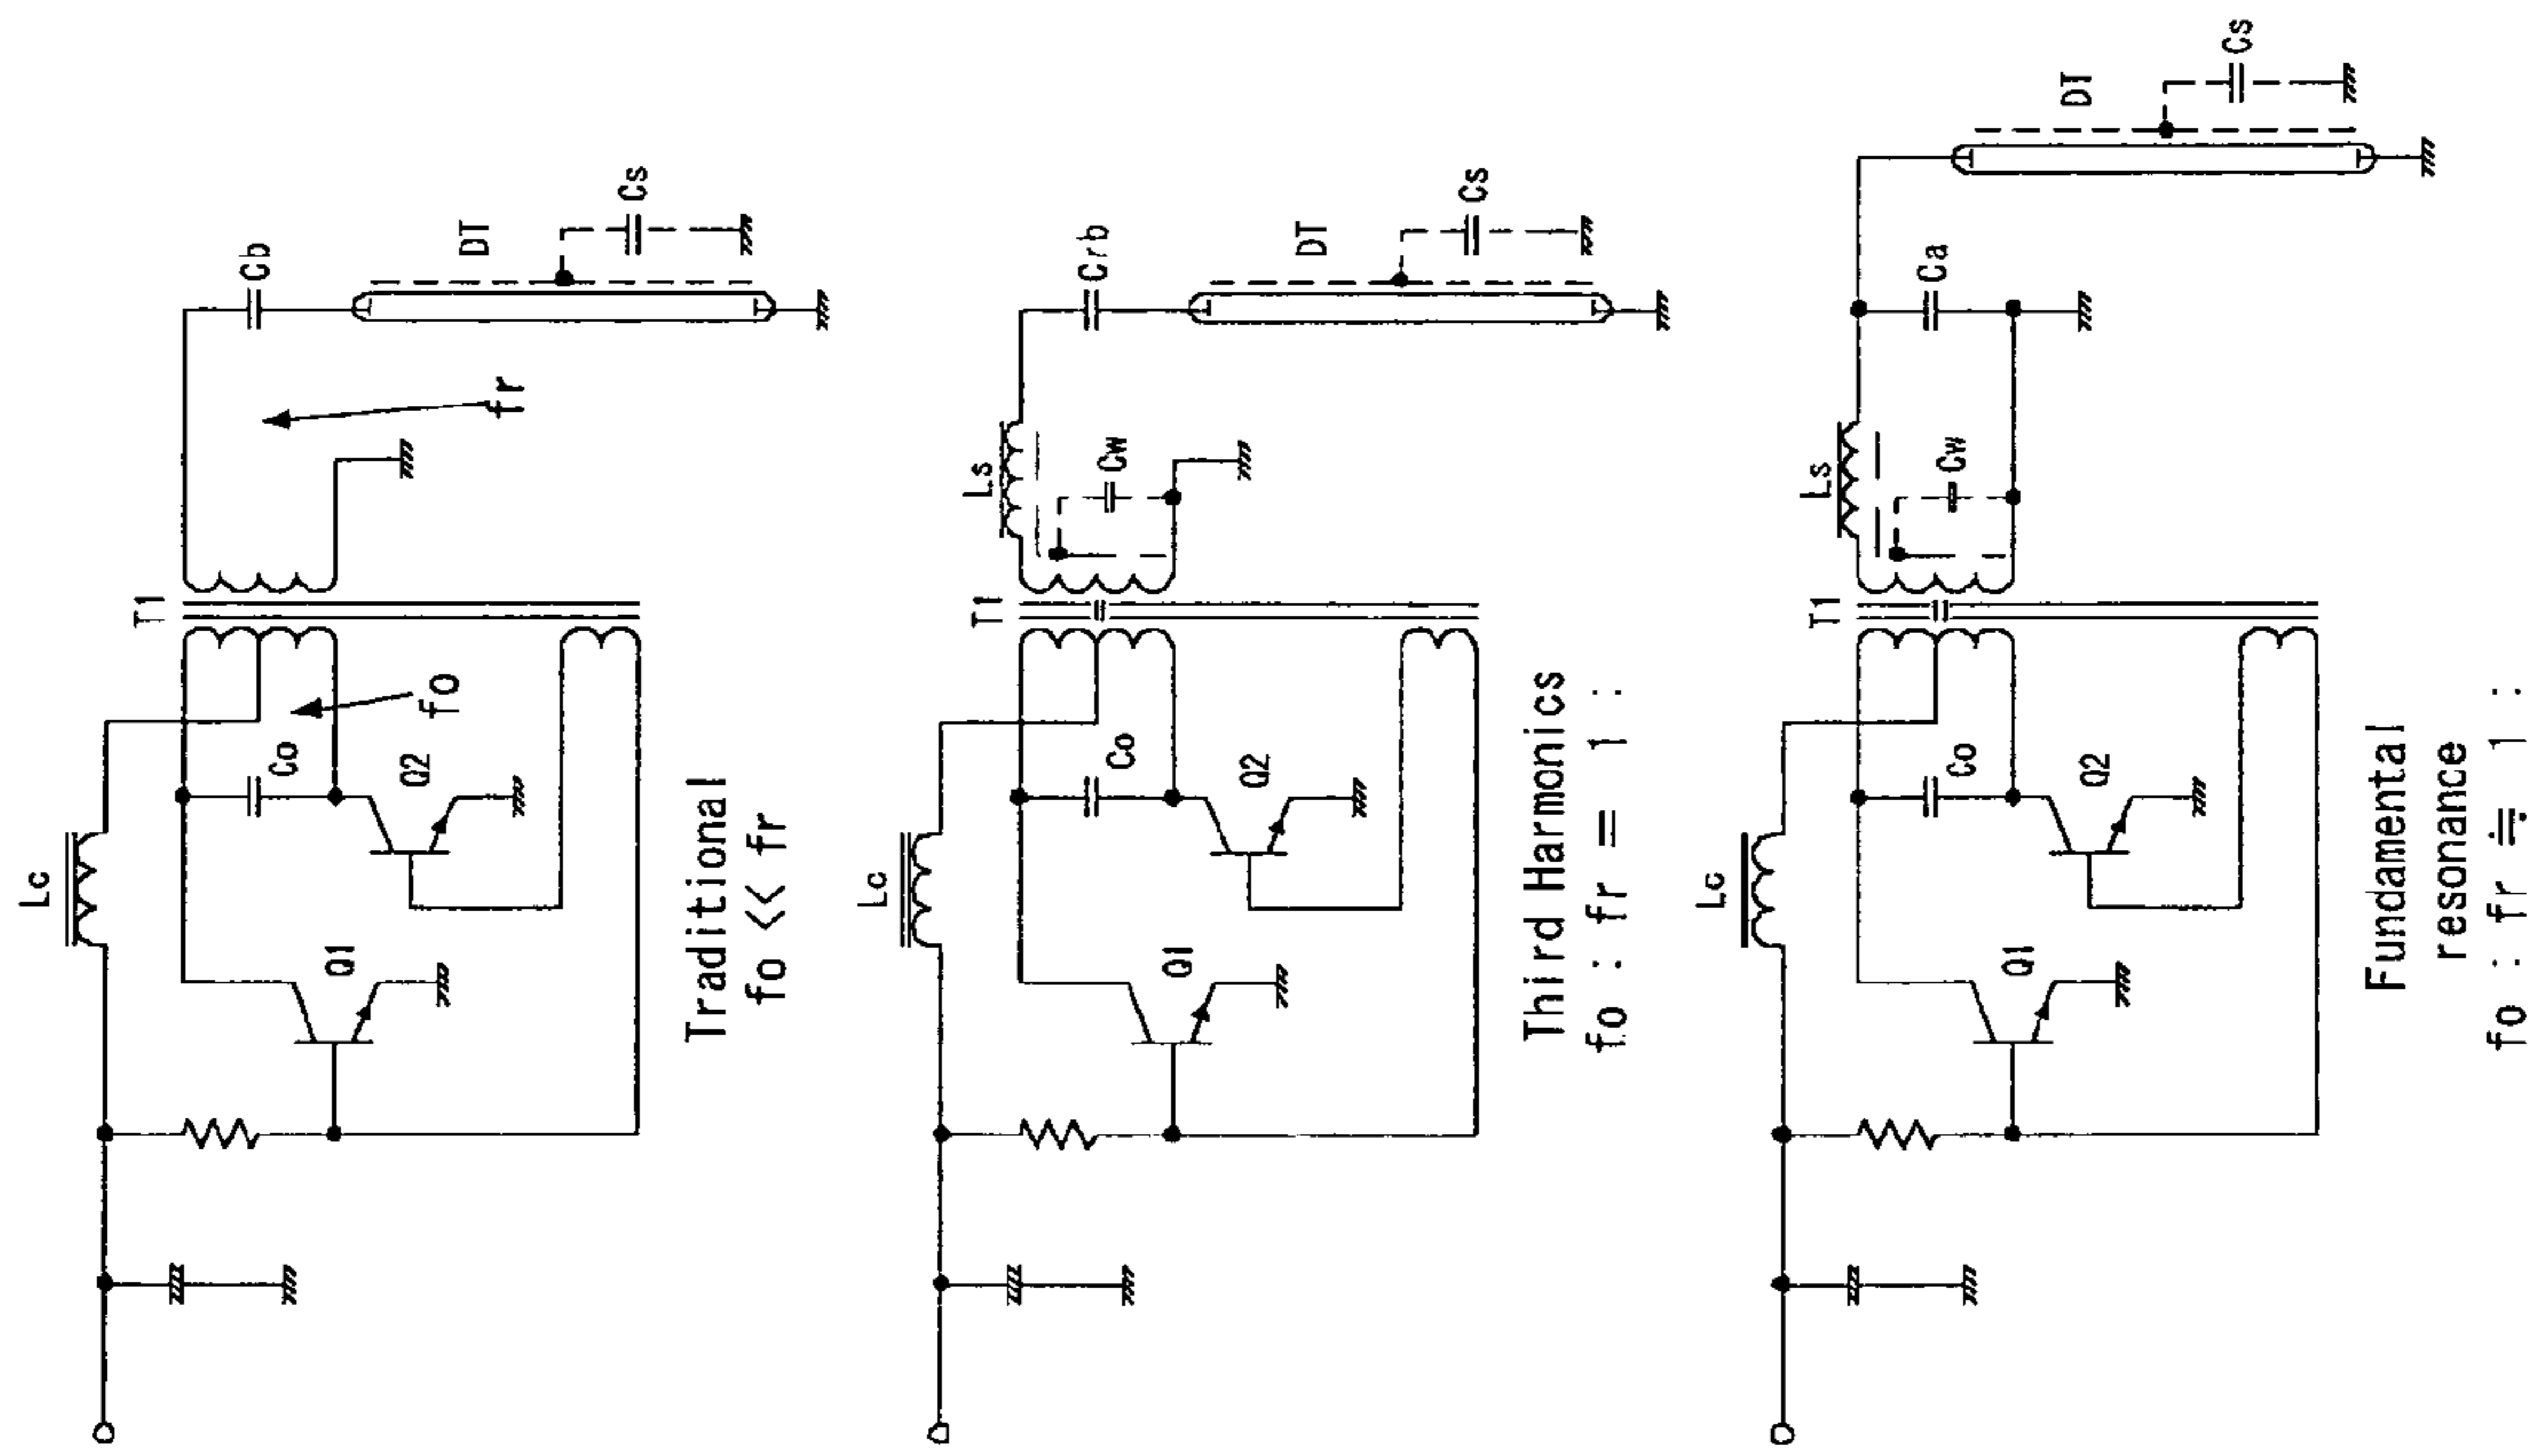 Lc
Co
fo
Q1
Q2
T1
fr
Cb
DT
Cs
Traditional
fo << fr
Lc
Co
Q1
Q2
T1
Ls
Cw
Crb
DT
Cs
Third Harmonics
fo : fr = 1 :
Lc
Co
Q1
Q2
T1
Ls
Cw
Ca
DT
Cs
Fundamental
resonance
fo : fr ≒ 1 :